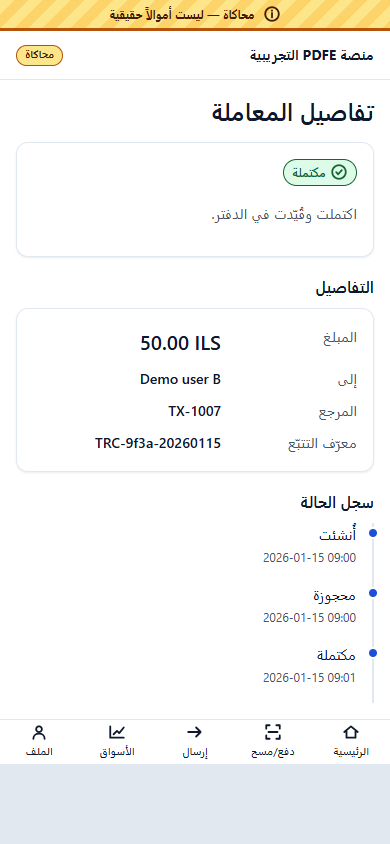 محاكاة — ليست أموالاً حقيقية
منصة PDFE التجريبية
محاكاة
تفاصيل المعاملة
مكتملة
اكتملت وقُيّدت في الدفتر.
التفاصيل
المبلغ 50.00 ILS
إلى Demo user B
المرجع TX-1007
معرّف التتبّع TRC-9f3a-20260115
سجل الحالة
أُنشئت
2026-01-15 09:00
محجوزة
2026-01-15 09:00
مكتملة
2026-01-15 09:01
الرئيسية دفع/مسح إرسال الأسواق الملف